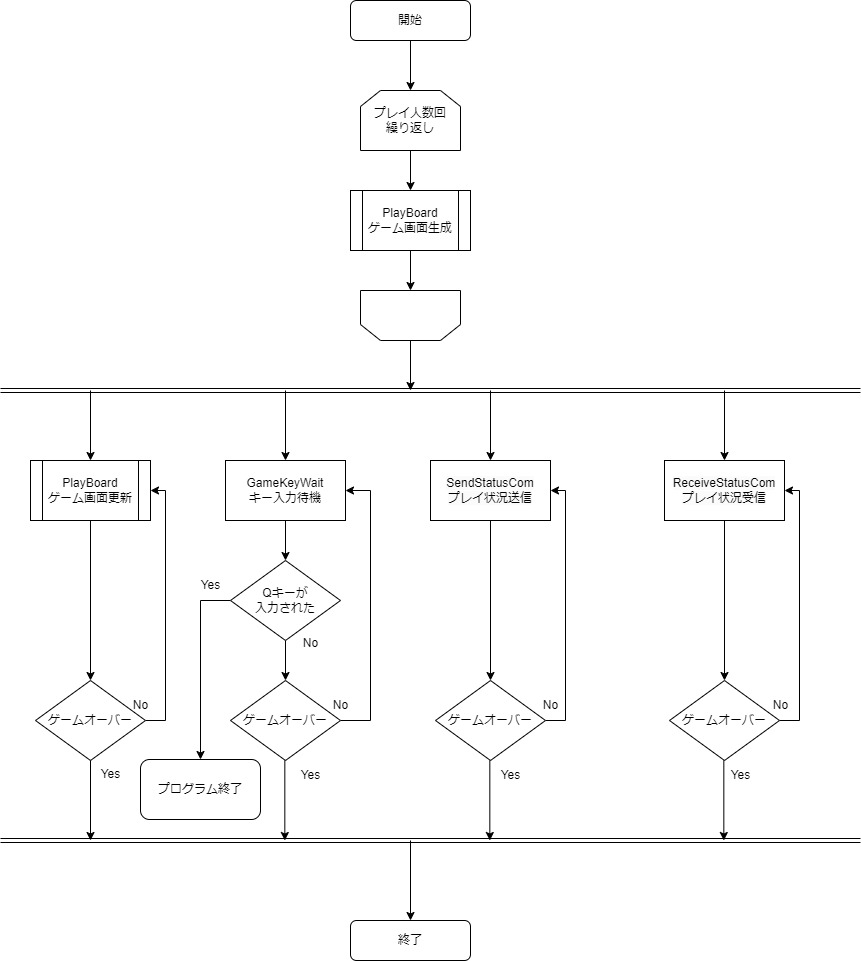 開始
プレイ人数回
繰り返し
PlayBoard
ゲーム画面生成
PlayBoard
ゲーム画面更新
GameKeyWait
キー入力待機
SendStatusCom
プレイ状況送信
ReceiveStatusCom
プレイ状況受信
Yes
Qキーが
入力された
No
ゲームオーバー
No
ゲームオーバー
No
ゲームオーバー
No
ゲームオーバー
No
Yes
Yes
Yes
Yes
プログラム終了
終了